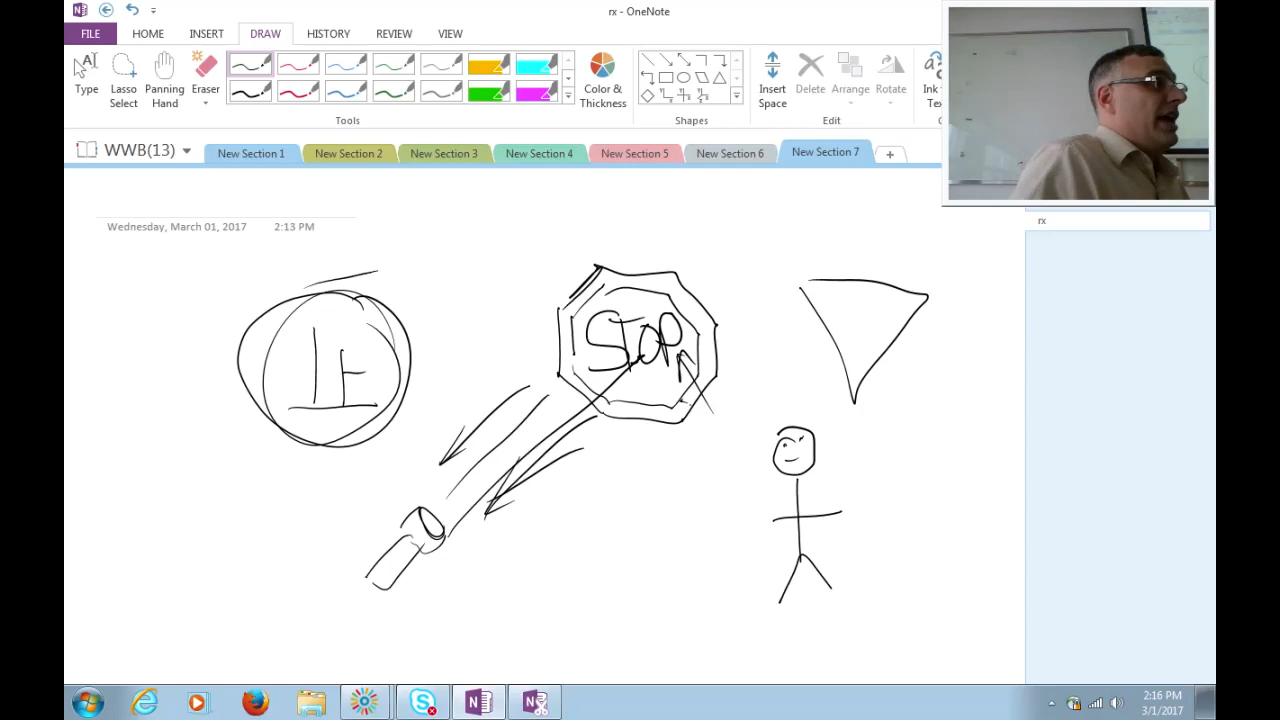 rx - OneNote
FILE HOME INSERT DRAW HISTORY REVIEW VIEW
Type
Lasso Select
Panning Hand
Eraser
Color & Thickness
Insert Space
Delete
Arrange
Rotate
Ink to
Tools
Shapes
Edit
WWB(13)
New Section 1
New Section 2
New Section 3
New Section 4
New Section 5
New Section 6
New Section 7
rx
Wednesday, March 01, 2017 2:13 PM
止
STOP
2:16 PM
3/1/2017